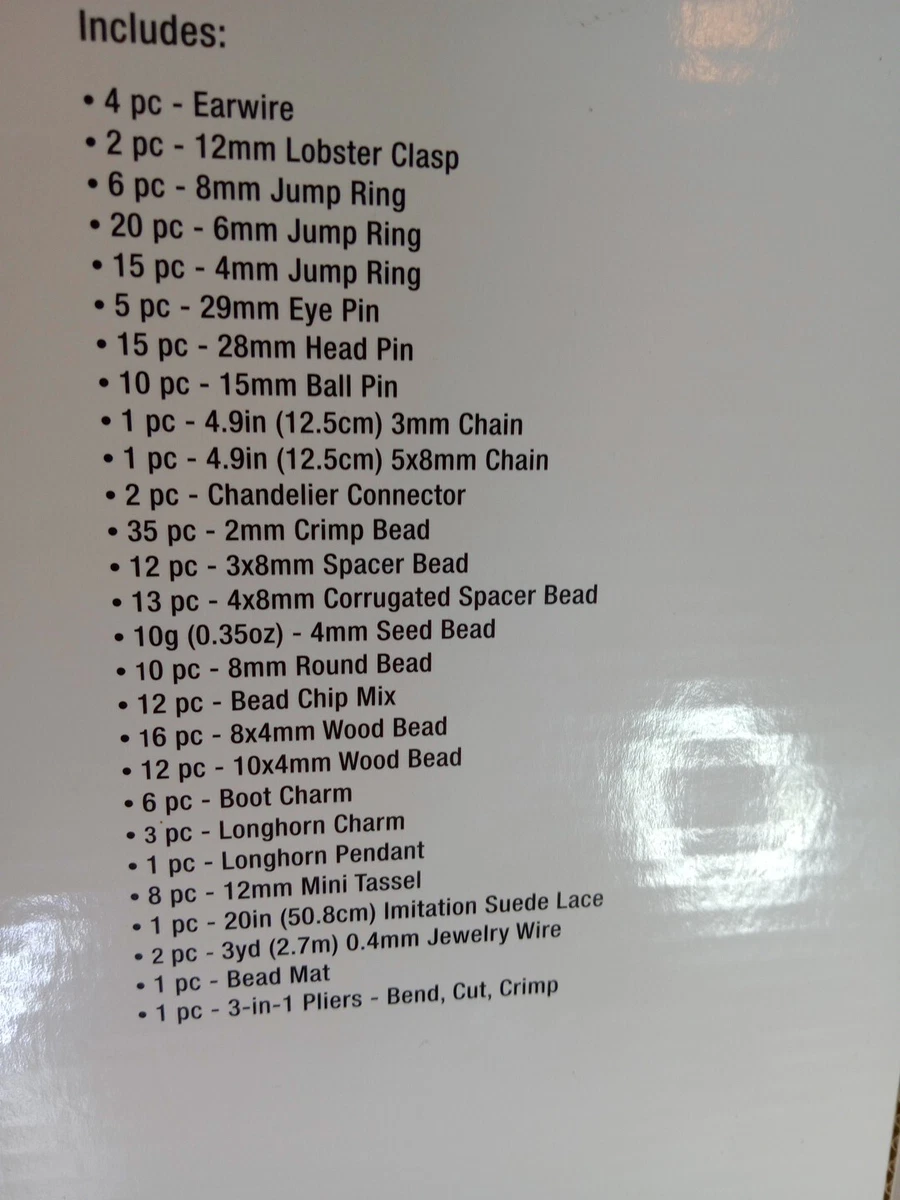 Includes:
• 4 pc - Earwire
• 2 pc - 12mm Lobster Clasp
• 6 pc - 8mm Jump Ring
• 20 pc - 6mm Jump Ring
• 15 pc - 4mm Jump Ring
• 5 pc - 29mm Eye Pin
• 15 pc - 28mm Head Pin
• 10 pc - 15mm Ball Pin
• 1 pc - 4.9in (12.5cm) 3mm Chain
• 1 pc - 4.9in (12.5cm) 5x8mm Chain
• 2 pc - Chandelier Connector
• 35 pc - 2mm Crimp Bead
• 12 pc - 3x8mm Spacer Bead
• 13 pc - 4x8mm Corrugated Spacer Bead
• 10g (0.35oz) - 4mm Seed Bead
• 10 pc - 8mm Round Bead
• 12 pc - Bead Chip Mix
• 16 pc - 8x4mm Wood Bead
• 12 pc - 10x4mm Wood Bead
• 6 pc - Boot Charm
• 3 pc - Longhorn Charm
• 1 pc - Longhorn Pendant
• 8 pc - 12mm Mini Tassel
• 1 pc - 20in (50.8cm) Imitation Suede Lace
• 2 pc - 3yd (2.7m) 0.4mm Jewelry Wire
• 1 pc - Bead Mat
• 1 pc - 3-in-1 Pliers - Bend, Cut, Crimp